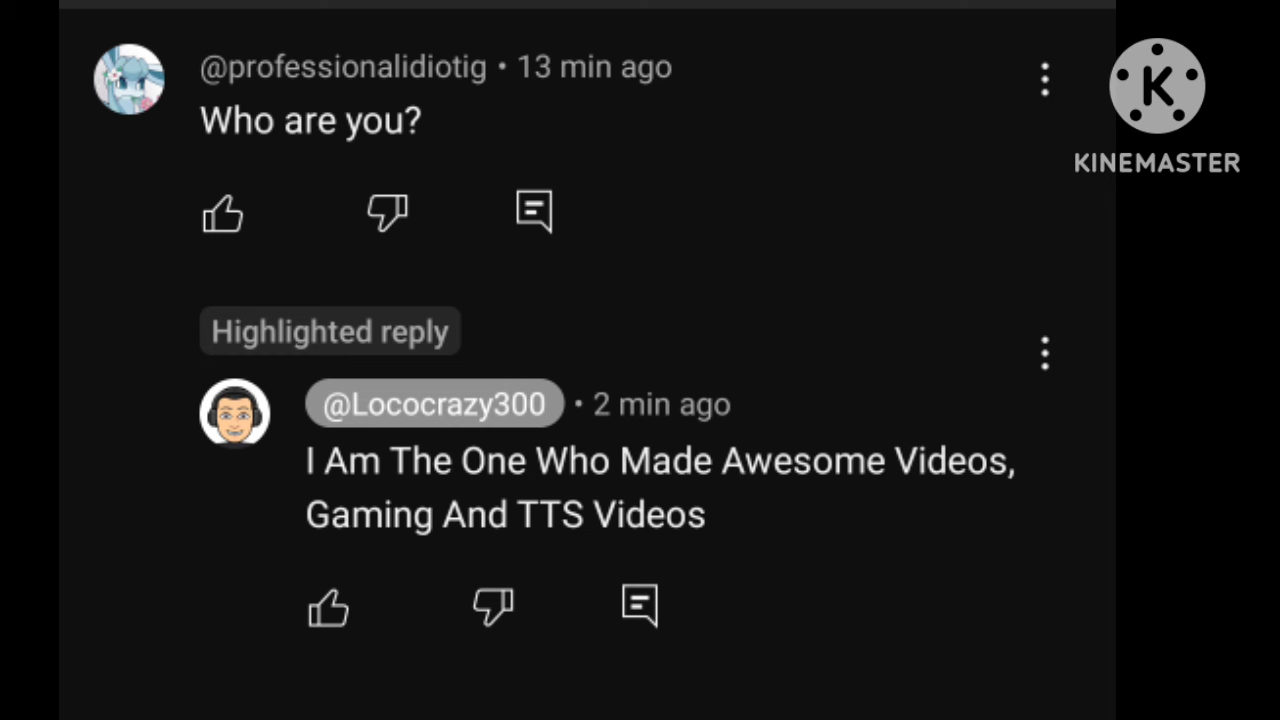 @professionalidiotig • 13 min ago
Who are you?
K
KINEMASTER
Highlighted reply
@Lococrazy300 • 2 min ago
I Am The One Who Made Awesome Videos,
Gaming And TTS Videos